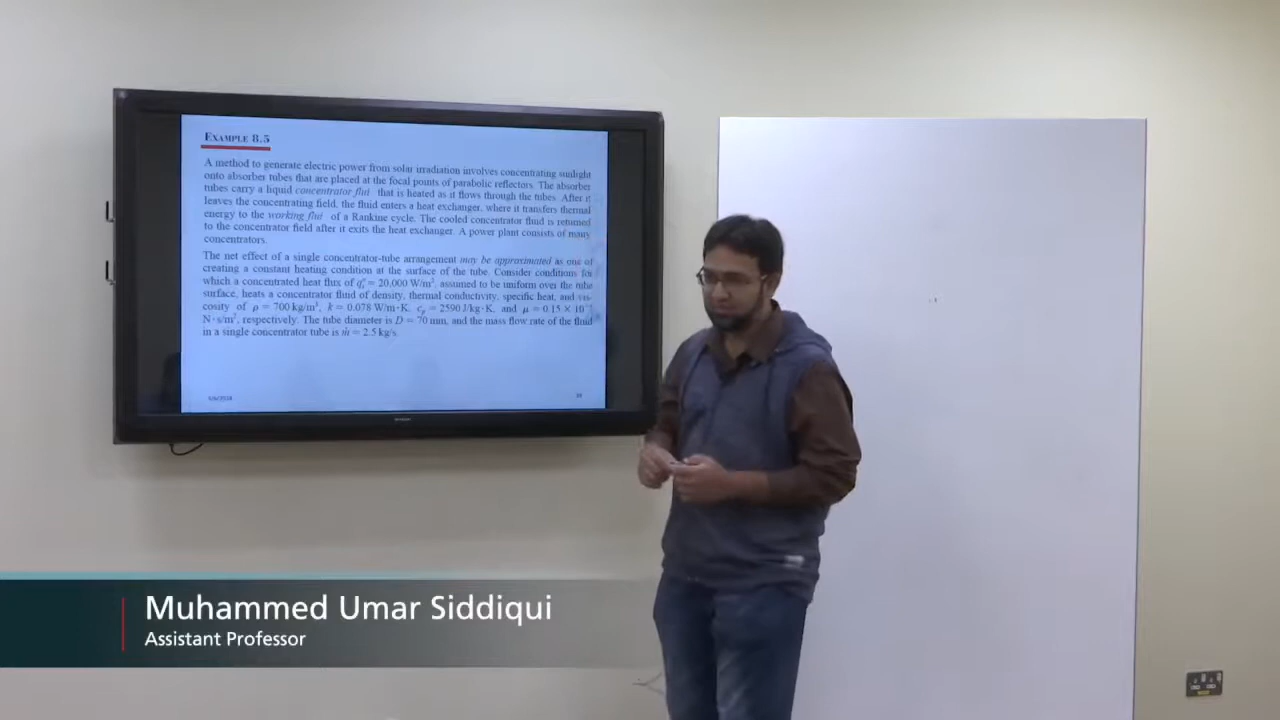 EXAMPLE 8.5
A method to generate electric power from solar irradiation involves concentrating sunlight
onto absorber tubes that are placed at the focal points of parabolic reflectors. The absorber
tubes carry a liquid concentrator flui that is heated as it flows through the tubes. After it
leaves the concentrating field, the fluid enters a heat exchanger, where it transfers thermal
energy to the working flui of a Rankine cycle. The cooled concentrator fluid is returned
to the concentrator field after it exits the heat exchanger. A power plant consists of many
concentrators.
The net effect of a single concentrator-tube arrangement may be approximated as one of
creating a constant heating condition at the surface of the tube. Consider conditions for
which a concentrated heat flux of q″s = 20,000 W/m², assumed to be uniform over the tube
surface, heats a concentrator fluid of density, thermal conductivity, specific heat, and vis-
cosity of ρ = 700 kg/m³, k = 0.078 W/m·K, cp = 2590 J/kg·K, and μ = 0.15 × 10
N·s/m², respectively. The tube diameter is D = 70 mm, and the mass flow rate of the fluid
in a single concentrator tube is ṁ = 2.5 kg/s.
Muhammed Umar Siddiqui
Assistant Professor